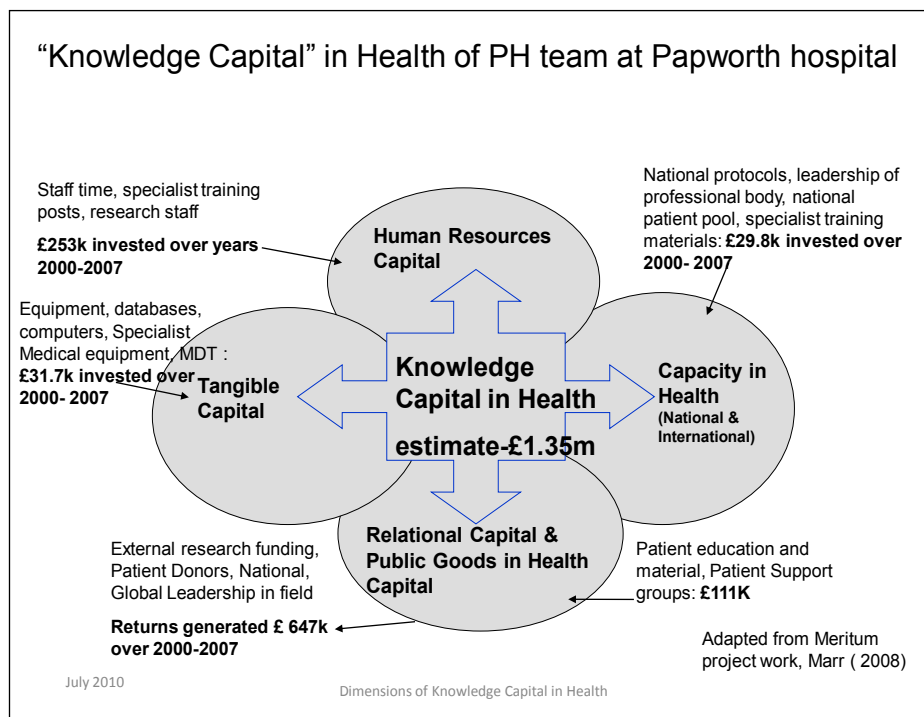 “Knowledge Capital” in Health of PH team at Papworth hospital
Staff time, specialist training
posts, research staff
£253k invested over years
2000-2007
Human Resources
Capital
National protocols, leadership of
professional body, national
patient pool, specialist training
materials: £29.8k invested over
2000- 2007
Equipment, databases,
computers, Specialist
Medical equipment, MDT :
£31.7k invested over
2000- 2007
Tangible
Capital
Knowledge
Capital in Health
estimate-£1.35m
Capacity in
Health
(National &
International)
External research funding,
Patient Donors, National,
Global Leadership in field
Returns generated £ 647k
over 2000-2007
Relational Capital &
Public Goods in Health
Capital
Patient education and
material, Patient Support
groups: £111K
Adapted from Meritum
project work, Marr ( 2008)
July 2010
Dimensions of Knowledge Capital in Health